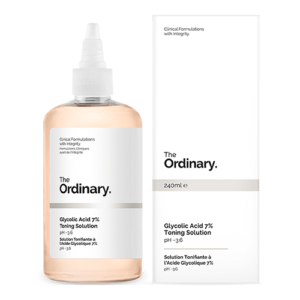 Clinical Formulations
with Integrity.
The
Ordinary.
Glycolic Acid 7%
Toning Solution
pH ~3.6
Solution Tonifiante à
l'Acide Glycolique 7%
pH ~3.6
Clinical Formulations
with Integrity.
The
Ordinary.
240ml e
Glycolic Acid 7%
Toning Solution
pH ~3.6
Solution Tonifiante à
l'Acide Glycolique 7%
pH ~3.6